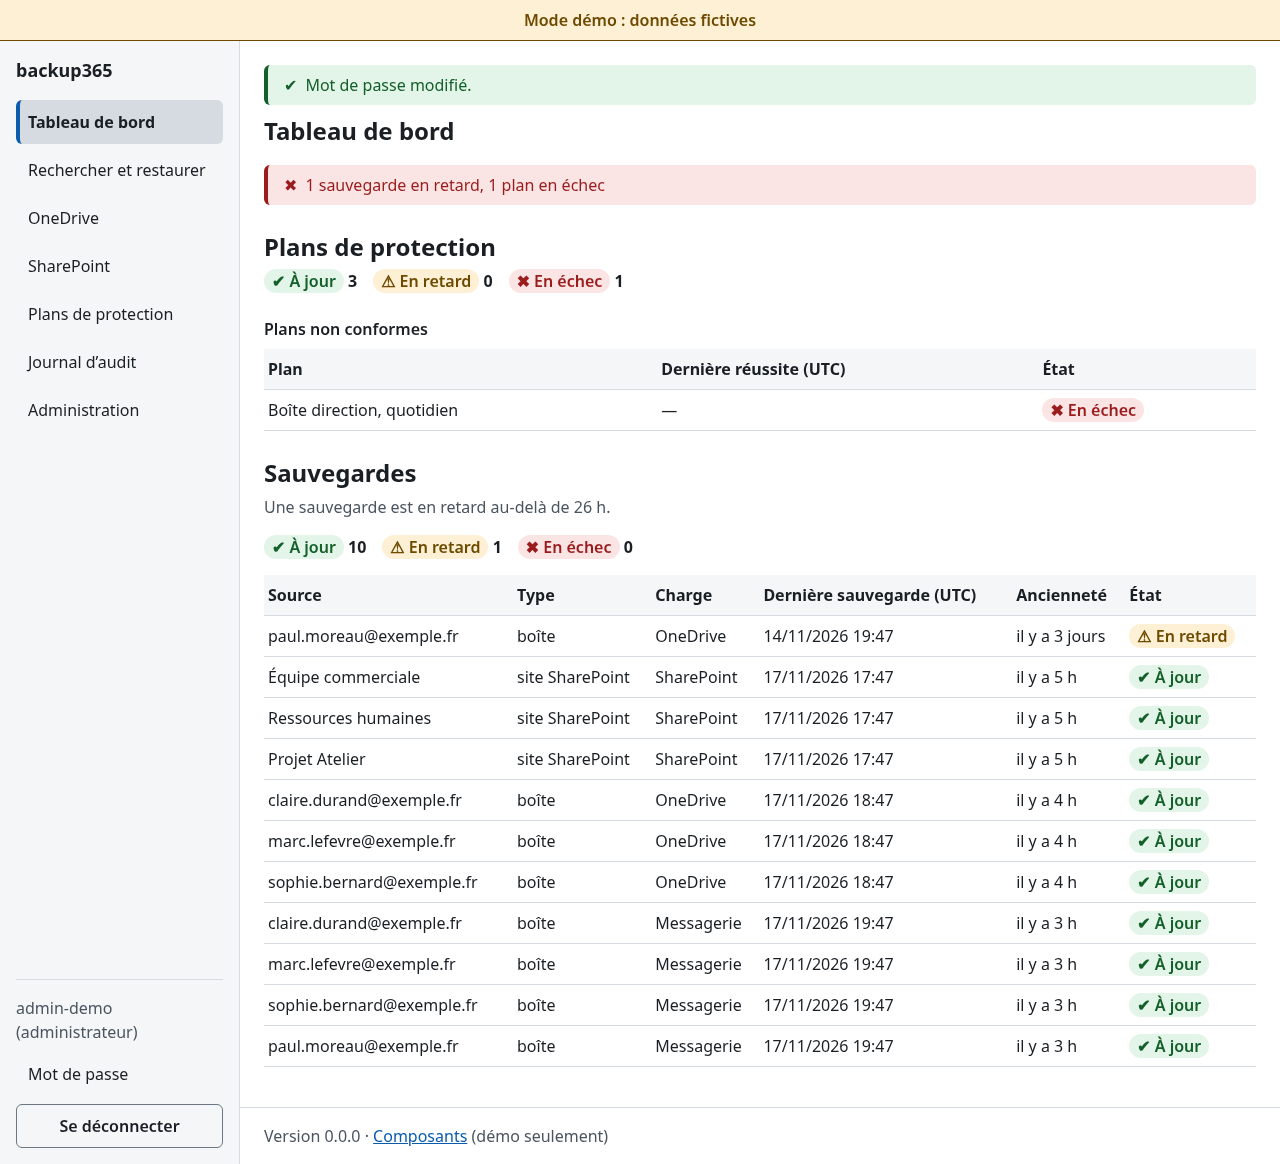 Mode démo : données fictives
backup365
Tableau de bord
Rechercher et restaurer
OneDrive
SharePoint
Plans de protection
Journal d’audit
Administration
admin-demo
(administrateur)
Mot de passe
Se déconnecter
✔ Mot de passe modifié.
Tableau de bord
✖ 1 sauvegarde en retard, 1 plan en échec
Plans de protection
✔ À jour 3 ⚠ En retard 0 ✖ En échec 1
Plans non conformes
Plan Dernière réussite (UTC) État
Boîte direction, quotidien — ✖ En échec
Sauvegardes
Une sauvegarde est en retard au-delà de 26 h.
✔ À jour 10 ⚠ En retard 1 ✖ En échec 0
Source Type Charge Dernière sauvegarde (UTC) Ancienneté État
paul.moreau@exemple.fr boîte OneDrive 14/11/2026 19:47 il y a 3 jours ⚠ En retard
Équipe commerciale site SharePoint SharePoint 17/11/2026 17:47 il y a 5 h ✔ À jour
Ressources humaines site SharePoint SharePoint 17/11/2026 17:47 il y a 5 h ✔ À jour
Projet Atelier site SharePoint SharePoint 17/11/2026 17:47 il y a 5 h ✔ À jour
claire.durand@exemple.fr boîte OneDrive 17/11/2026 18:47 il y a 4 h ✔ À jour
marc.lefevre@exemple.fr boîte OneDrive 17/11/2026 18:47 il y a 4 h ✔ À jour
sophie.bernard@exemple.fr boîte OneDrive 17/11/2026 18:47 il y a 4 h ✔ À jour
claire.durand@exemple.fr boîte Messagerie 17/11/2026 19:47 il y a 3 h ✔ À jour
marc.lefevre@exemple.fr boîte Messagerie 17/11/2026 19:47 il y a 3 h ✔ À jour
sophie.bernard@exemple.fr boîte Messagerie 17/11/2026 19:47 il y a 3 h ✔ À jour
paul.moreau@exemple.fr boîte Messagerie 17/11/2026 19:47 il y a 3 h ✔ À jour
Version 0.0.0 · Composants (démo seulement)